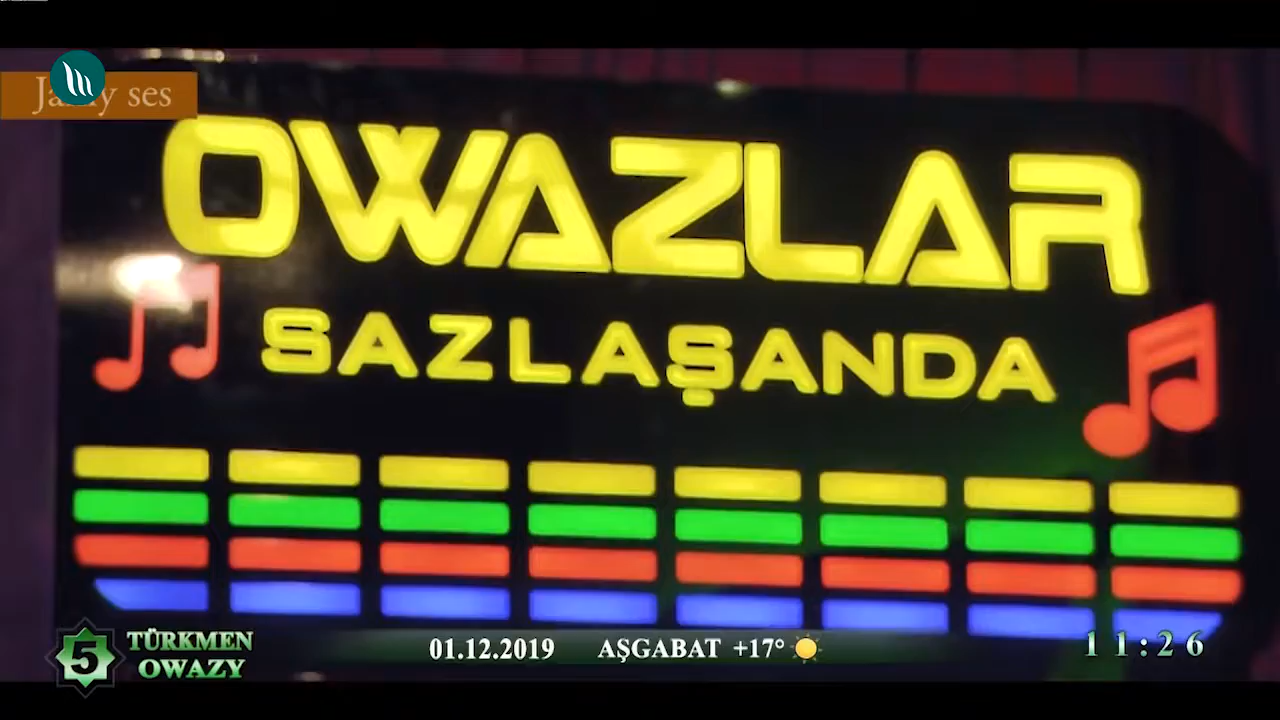 ses
OWAZLAR
SAZLAŞANDA
5 TÜRKMEN
OWAZY
01.12.2019 AŞGABAT +17°
11:26